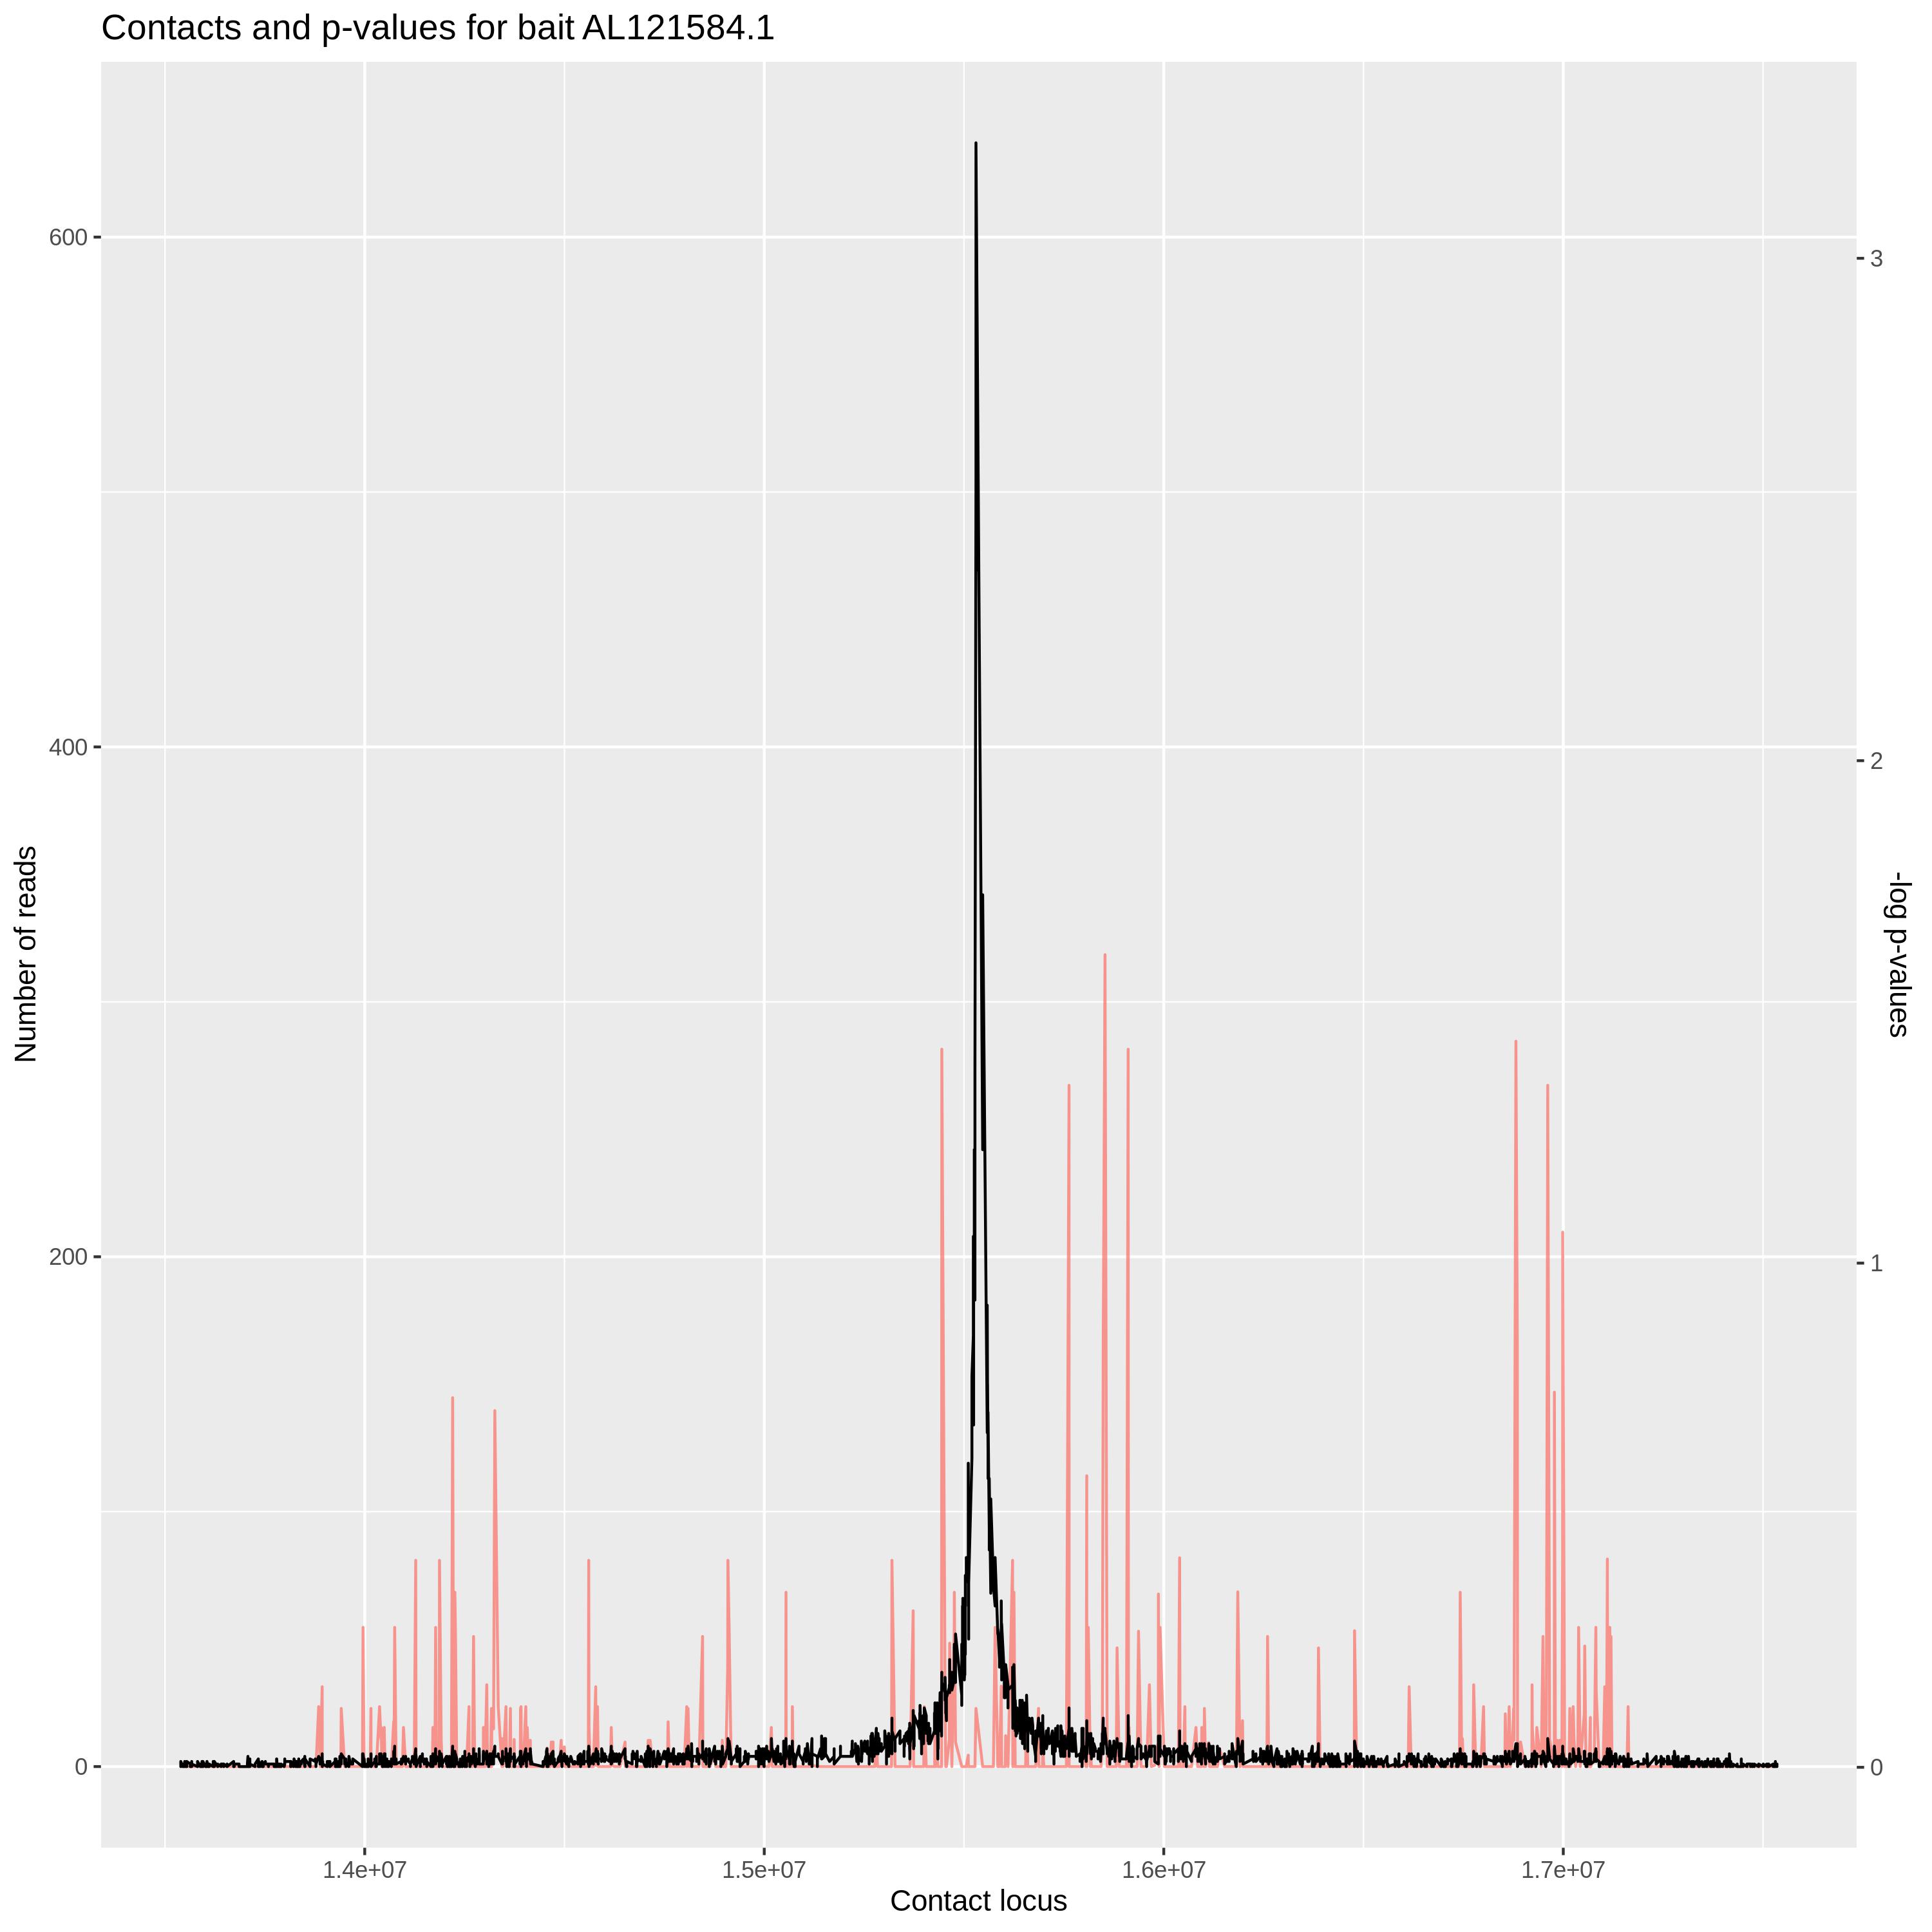 Contacts and p-values for bait AL121584.1
600
400
200
0
Number of reads
3
2
1
0
-log p-values
1.4e+07
1.5e+07
1.6e+07
1.7e+07
Contact locus